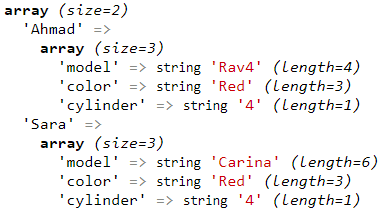 array (size=2)
'Ahmad' =>
array (size=3)
'model' => string 'Rav4' (length=4)
'color' => string 'Red' (length=3)
'cylinder' => string '4' (length=1)
'Sara' =>
array (size=3)
'model' => string 'Carina' (length=6)
'color' => string 'Red' (length=3)
'cylinder' => string '4' (length=1)